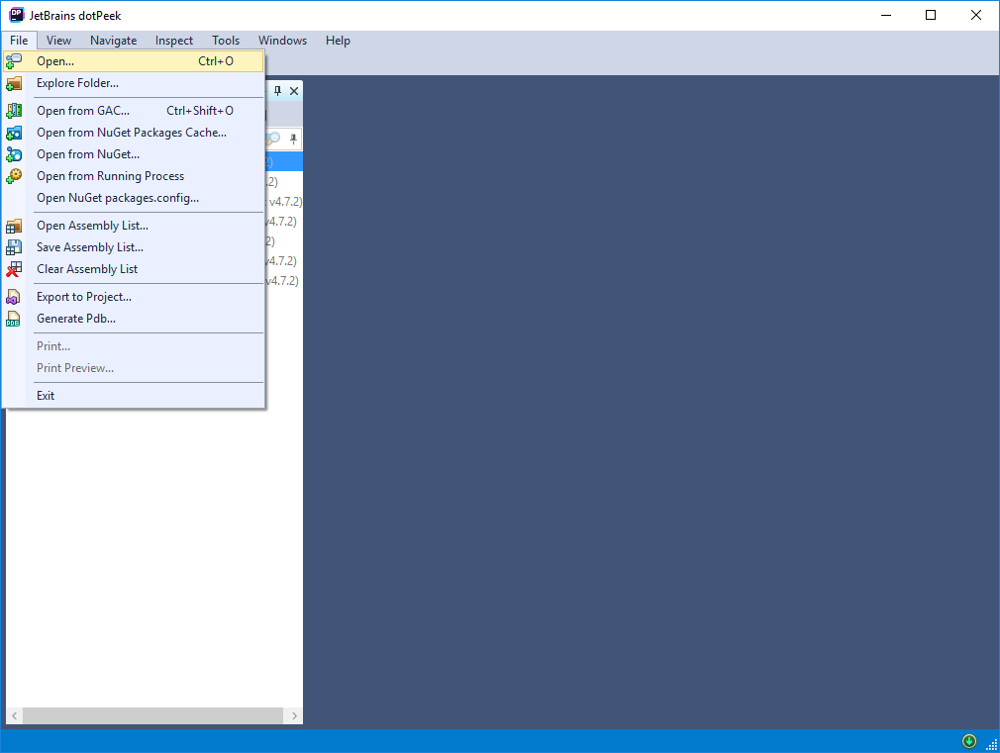 JetBrains dotPeek
File View Navigate Inspect Tools Windows Help
Open... Ctrl+O
Explore Folder...
Open from GAC... Ctrl+Shift+O
Open from NuGet Packages Cache...
Open from NuGet...
2)
Open from Running Process
.2)
Open NuGet packages.config...
v4.7.2)
Open Assembly List...
v4.7.2)
Save Assembly List...
2)
Clear Assembly List
v4.7.2)
v4.7.2)
Export to Project...
Generate Pdb...
Print...
Print Preview...
Exit